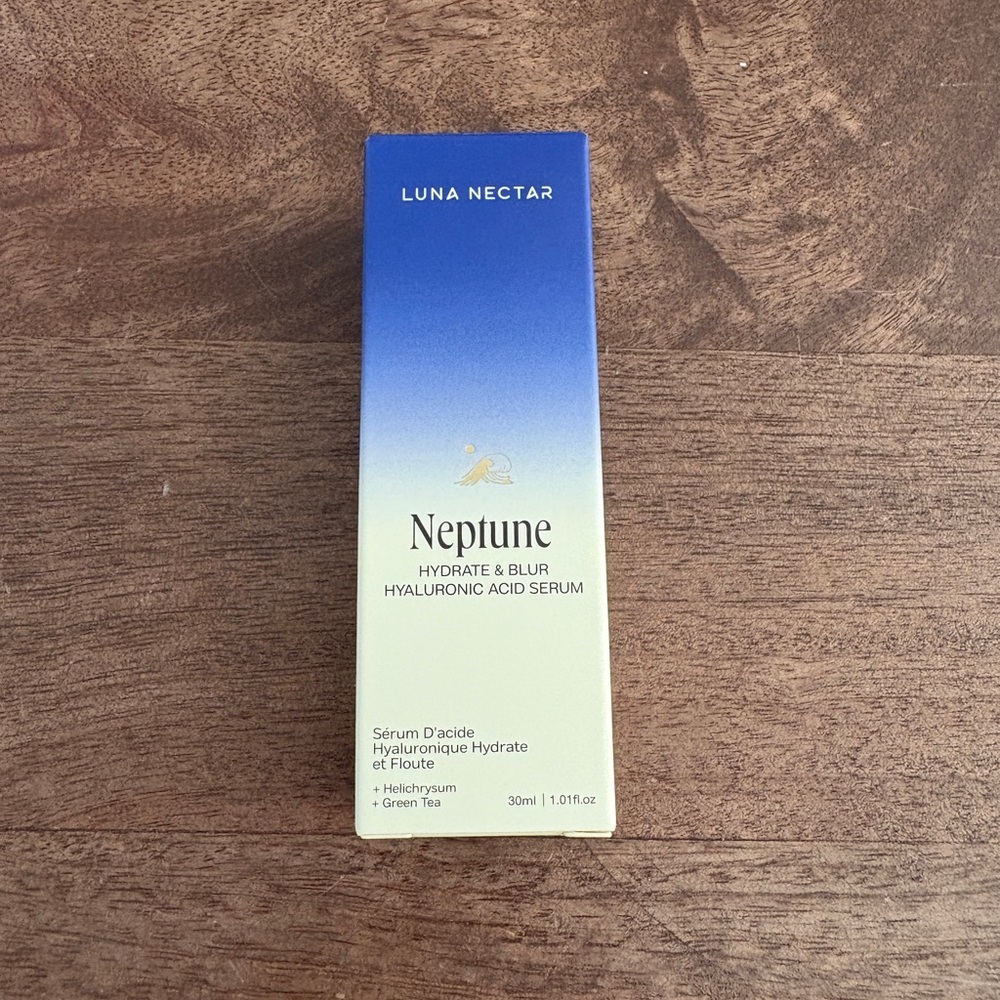 LUNA NECTAR
Neptune
HYDRATE & BLUR
HYALURONIC ACID SERUM
Sérum D'acide
Hyaluronique Hydrate
et Floute
+ Helichrysum
+ Green Tea
30ml | 1.01fl.oz